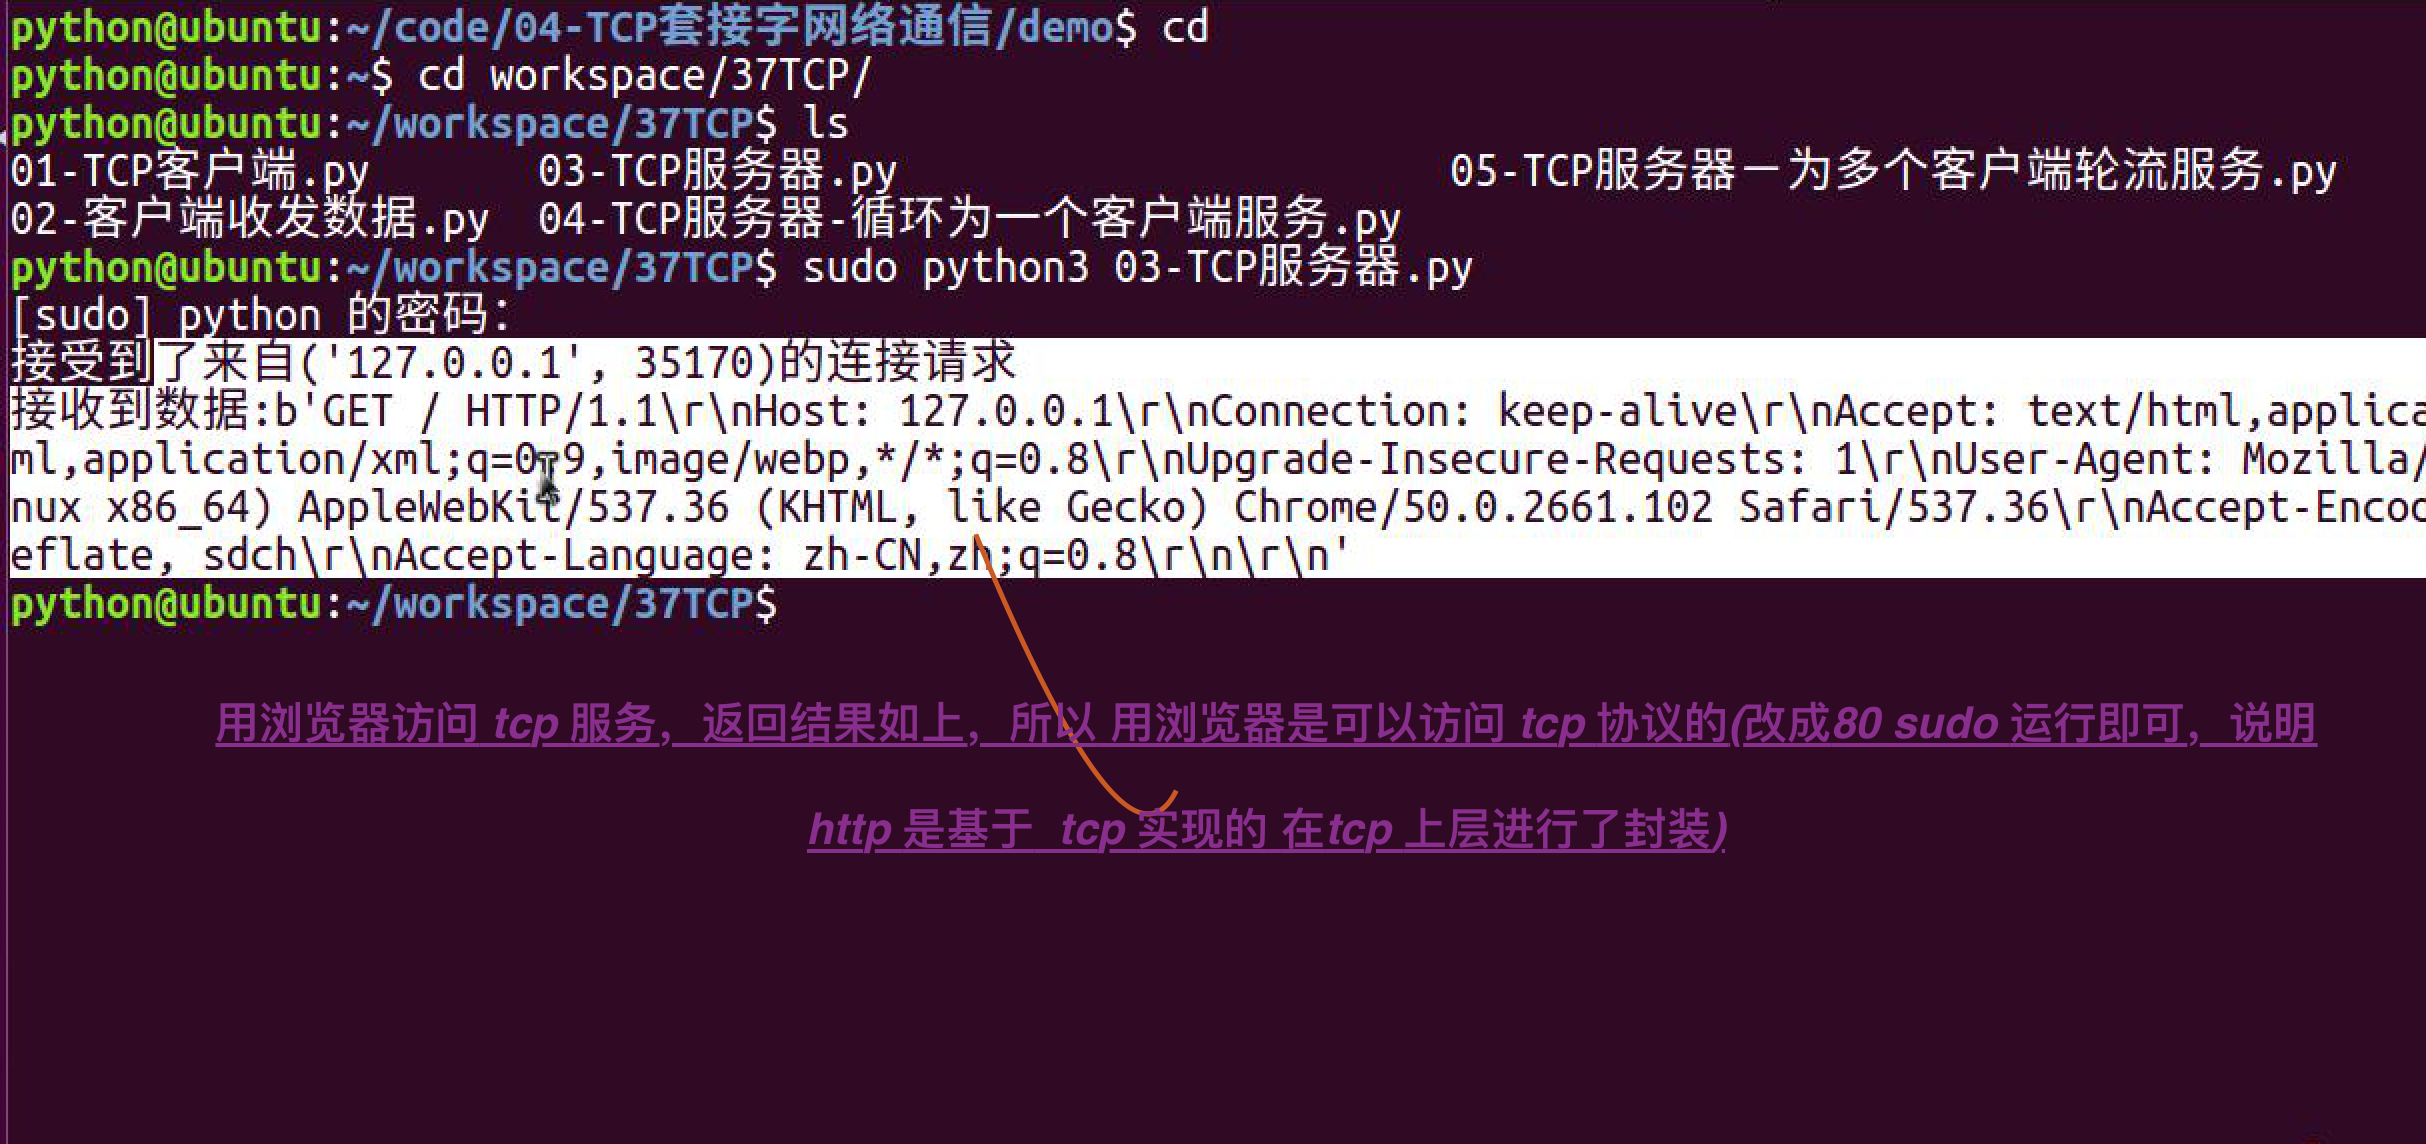 python@ubuntu:~/code/04-TCP套接字网络通信/demo$ cd
python@ubuntu:~$ cd workspace/37TCP/
python@ubuntu:~/workspace/37TCP$ ls
01-TCP客户端.py 03-TCP服务器.py 05-TCP服务器－为多个客户端轮流服务.py
02-客户端收发数据.py 04-TCP服务器-循环为一个客户端服务.py
python@ubuntu:~/workspace/37TCP$ sudo python3 03-TCP服务器.py
[sudo] python 的密码：
接受到了来自('127.0.0.1', 35170)的连接请求
接收到数据:b'GET / HTTP/1.1\r\nHost: 127.0.0.1\r\nConnection: keep-alive\r\nAccept: text/html,applica
ml,application/xml;q=0.9,image/webp,*/*;q=0.8\r\nUpgrade-Insecure-Requests: 1\r\nUser-Agent: Mozilla/
nux x86_64) AppleWebKit/537.36 (KHTML, like Gecko) Chrome/50.0.2661.102 Safari/537.36\r\nAccept-Encod
eflate, sdch\r\nAccept-Language: zh-CN,zh;q=0.8\r\n\r\n'
python@ubuntu:~/workspace/37TCP$
用浏览器访问 tcp 服务，返回结果如上，所以 用浏览器是可以访问 tcp 协议的(改成80 sudo 运行即可，说明
http 是基于 tcp 实现的 在tcp 上层进行了封装)